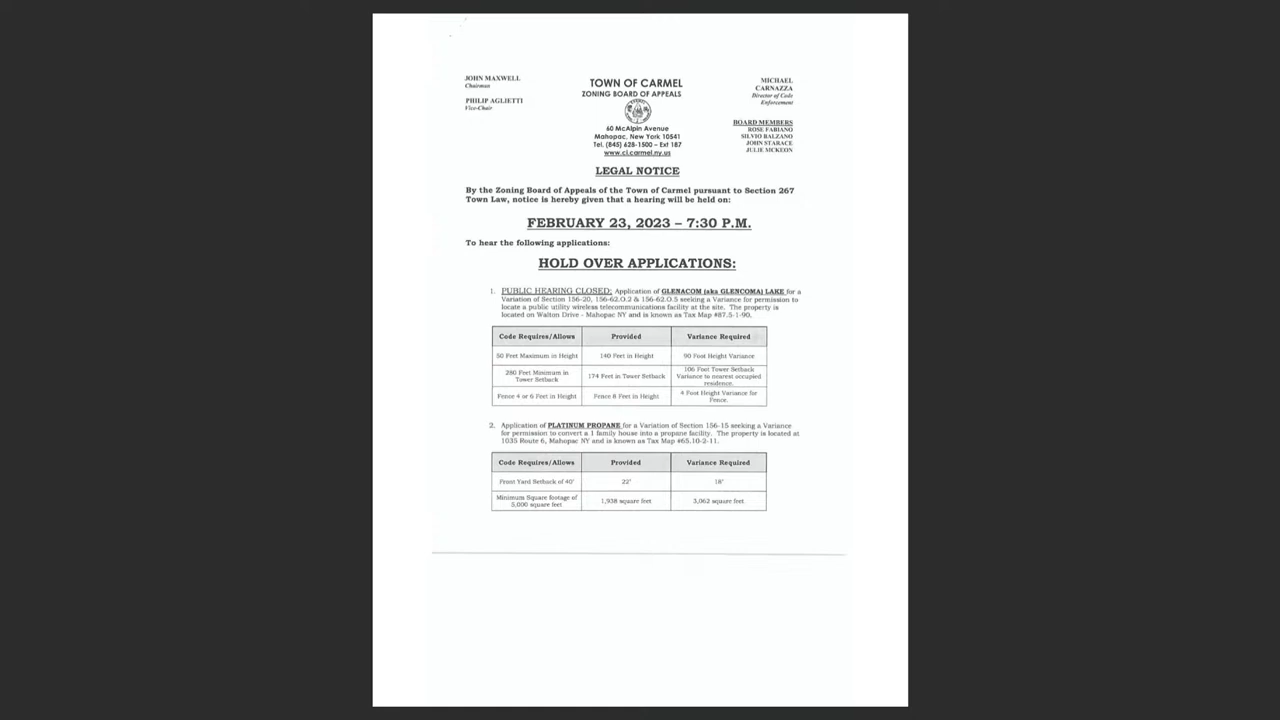 JOHN MAXWELL
Chairman
PHILIP AGLIETTI
Vice-Chair
TOWN OF CARMEL
ZONING BOARD OF APPEALS
60 McAlpin Avenue
Mahopac, New York 10541
Tel. (845) 628-1500 – Ext 187
www.ci.carmel.ny.us
MICHAEL
CARNAZZA
Director of Code
Enforcement
BOARD MEMBERS
ROSE FABIANO
SILVIO BALZANO
JOHN STARACE
JULIE MCKEON
LEGAL NOTICE
By the Zoning Board of Appeals of the Town of Carmel pursuant to Section 267
Town Law, notice is hereby given that a hearing will be held on:
FEBRUARY 23, 2023 – 7:30 P.M.
To hear the following applications:
HOLD OVER APPLICATIONS:
1. PUBLIC HEARING CLOSED: Application of GLENACOM (aka GLENCOMA) LAKE for a
Variation of Section 156-20, 156-62.O.2 & 156-62.O.5 seeking a Variance for permission to
locate a public utility wireless telecommunications facility at the site. The property is
located on Walton Drive - Mahopac NY and is known as Tax Map #87.5-1-90.
Code Requires/Allows Provided Variance Required
50 Feet Maximum in Height 140 Feet in Height 90 Foot Height Variance
280 Feet Minimum in
Tower Setback
174 Feet in Tower Setback
106 Foot Tower Setback
Variance to nearest occupied
residence.
Fence 4 or 6 Feet in Height Fence 8 Feet in Height
4 Foot Height Variance for
Fence.
2. Application of PLATINUM PROPANE for a Variation of Section 156-15 seeking a Variance
for permission to convert a 1 family house into a propane facility. The property is located at
1035 Route 6, Mahopac NY and is known as Tax Map #65.10-2-11.
Code Requires/Allows Provided Variance Required
Front Yard Setback of 40' 22' 18'
Minimum Square footage of
5,000 square feet
1,938 square feet 3,062 square feet